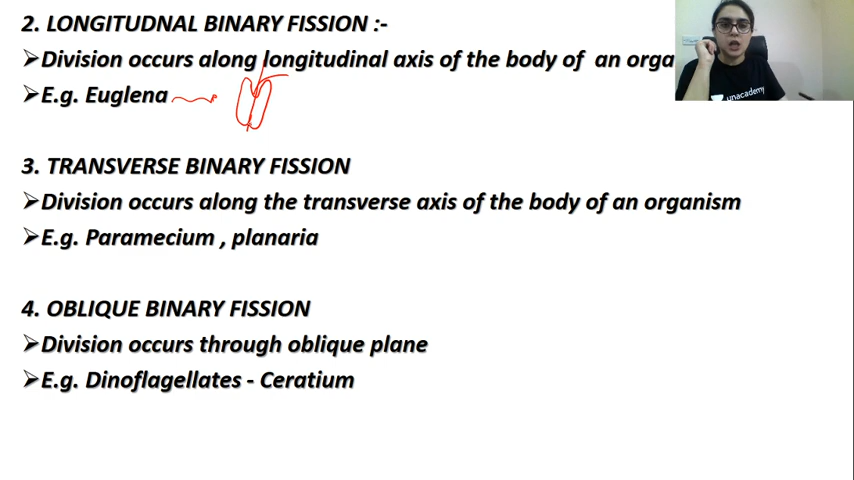 2. LONGITUDNAL BINARY FISSION :-
➢Division occurs along longitudinal axis of the body of an orga
➢E.g. Euglena
unacademy
3. TRANSVERSE BINARY FISSION
➢Division occurs along the transverse axis of the body of an organism
➢E.g. Paramecium , planaria
4. OBLIQUE BINARY FISSION
➢Division occurs through oblique plane
➢E.g. Dinoflagellates - Ceratium